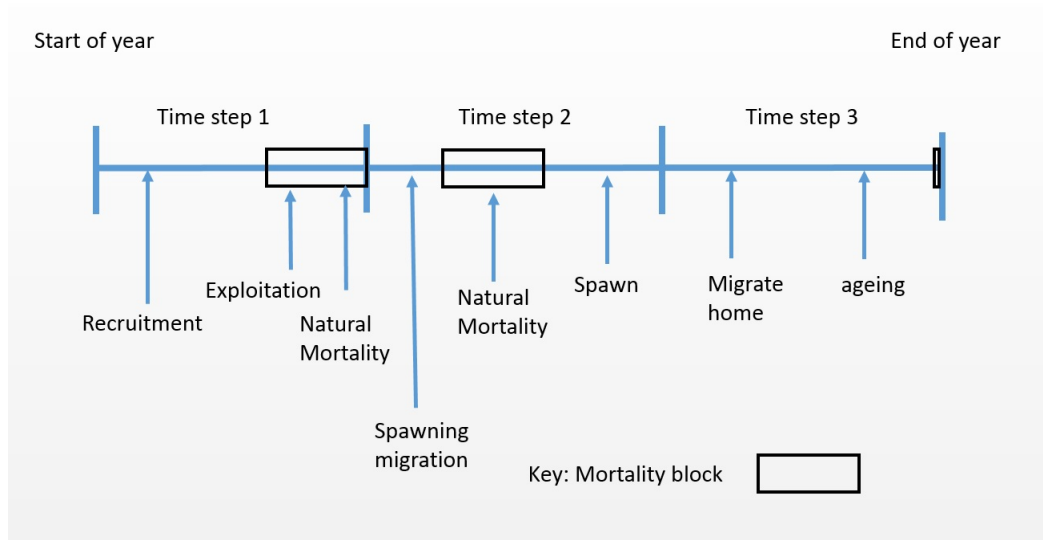 Start of year
End of year
Time step 1
Time step 2
Time step 3
Recruitment
Exploitation
Natural
Mortality
Spawning
migration
Natural
Mortality
Spawn
Migrate
home
ageing
Key: Mortality block